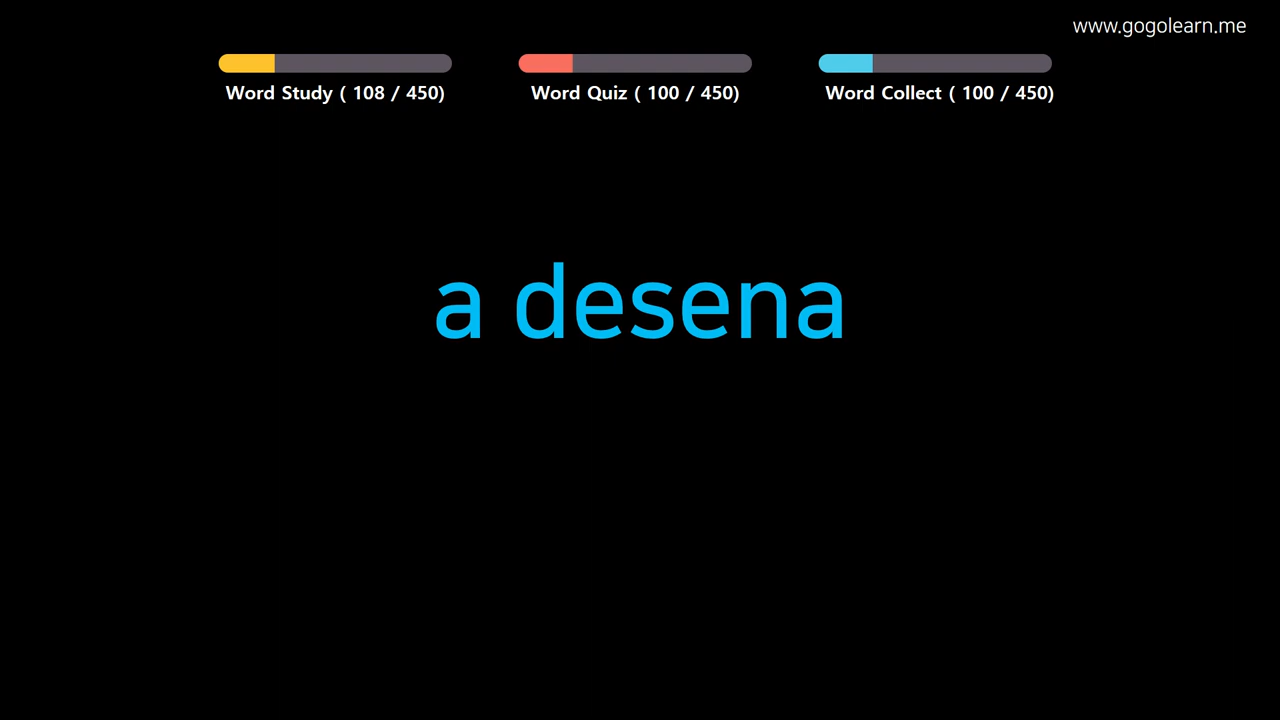 www.gogolearn.me
Word Study ( 108 / 450)
Word Quiz ( 100 / 450)
Word Collect ( 100 / 450)
a desena